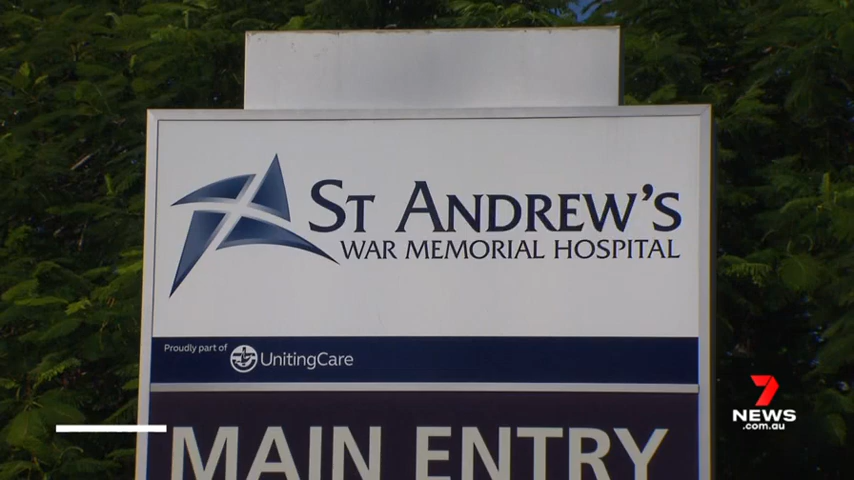 St Andrew's
WAR MEMORIAL HOSPITAL
Proudly part of UnitingCare
MAIN ENTRY
7
NEWS
.com.au